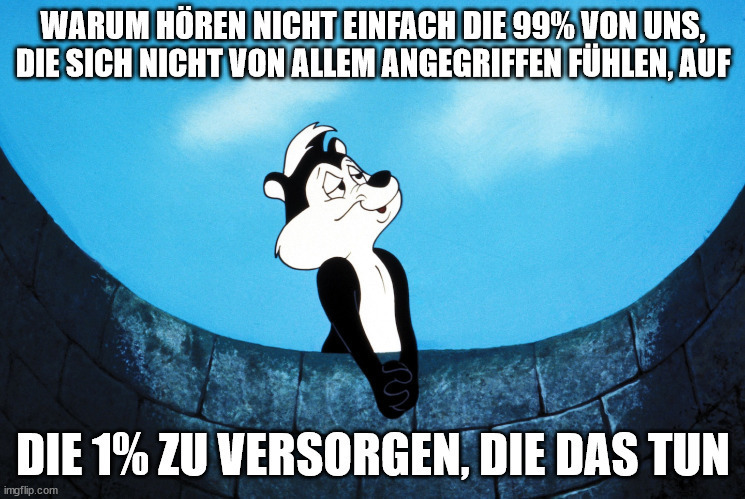 WARUM HÖREN NICHT EINFACH DIE 99% VON UNS,
DIE SICH NICHT VON ALLEM ANGEGRIFFEN FÜHLEN, AUF
DIE 1% ZU VERSORGEN, DIE DAS TUN
imgflip.com